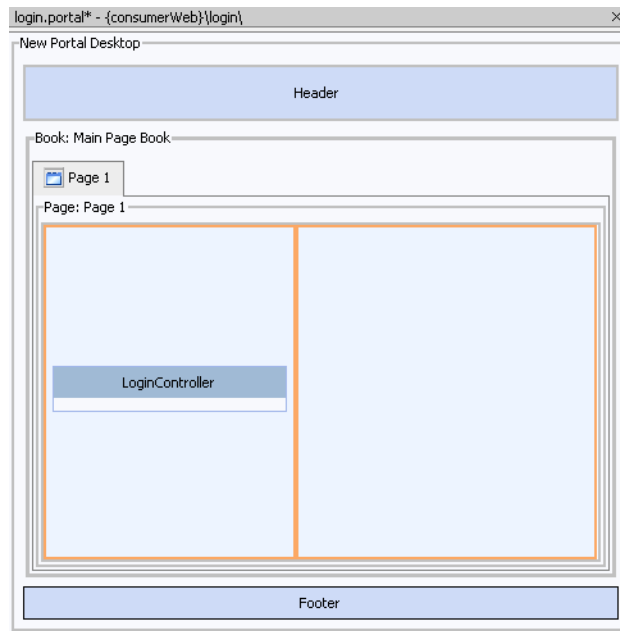 login.portal* - {consumerWeb}\login\
New Portal Desktop
Header
Book: Main Page Book
Page 1
Page: Page 1
LoginController
Footer